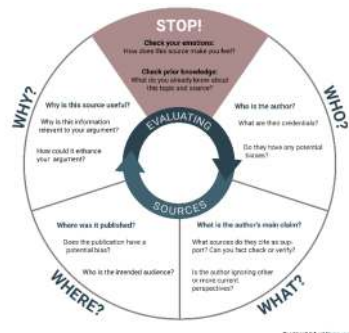 STOP!
Check your emotions:
How does this source make you feel?
Check prior knowledge:
What do you already know about
this topic and source?
WHO?
Who is the author?
What are their credentials?
Do they have any potential
biases?
WHAT?
What is the author's main claim?
What sources do they cite as sup-
port? Can you fact check or verify?
Is the author ignoring other
or more current
perspectives?
WHERE?
Where was it published?
Does the publication have a
potential bias?
Who is the intended audience?
WHY?
Why is this source useful?
Why is this information
relevent to your argument?
How could it enhance
your argument?
EVALUATING
SOURCES